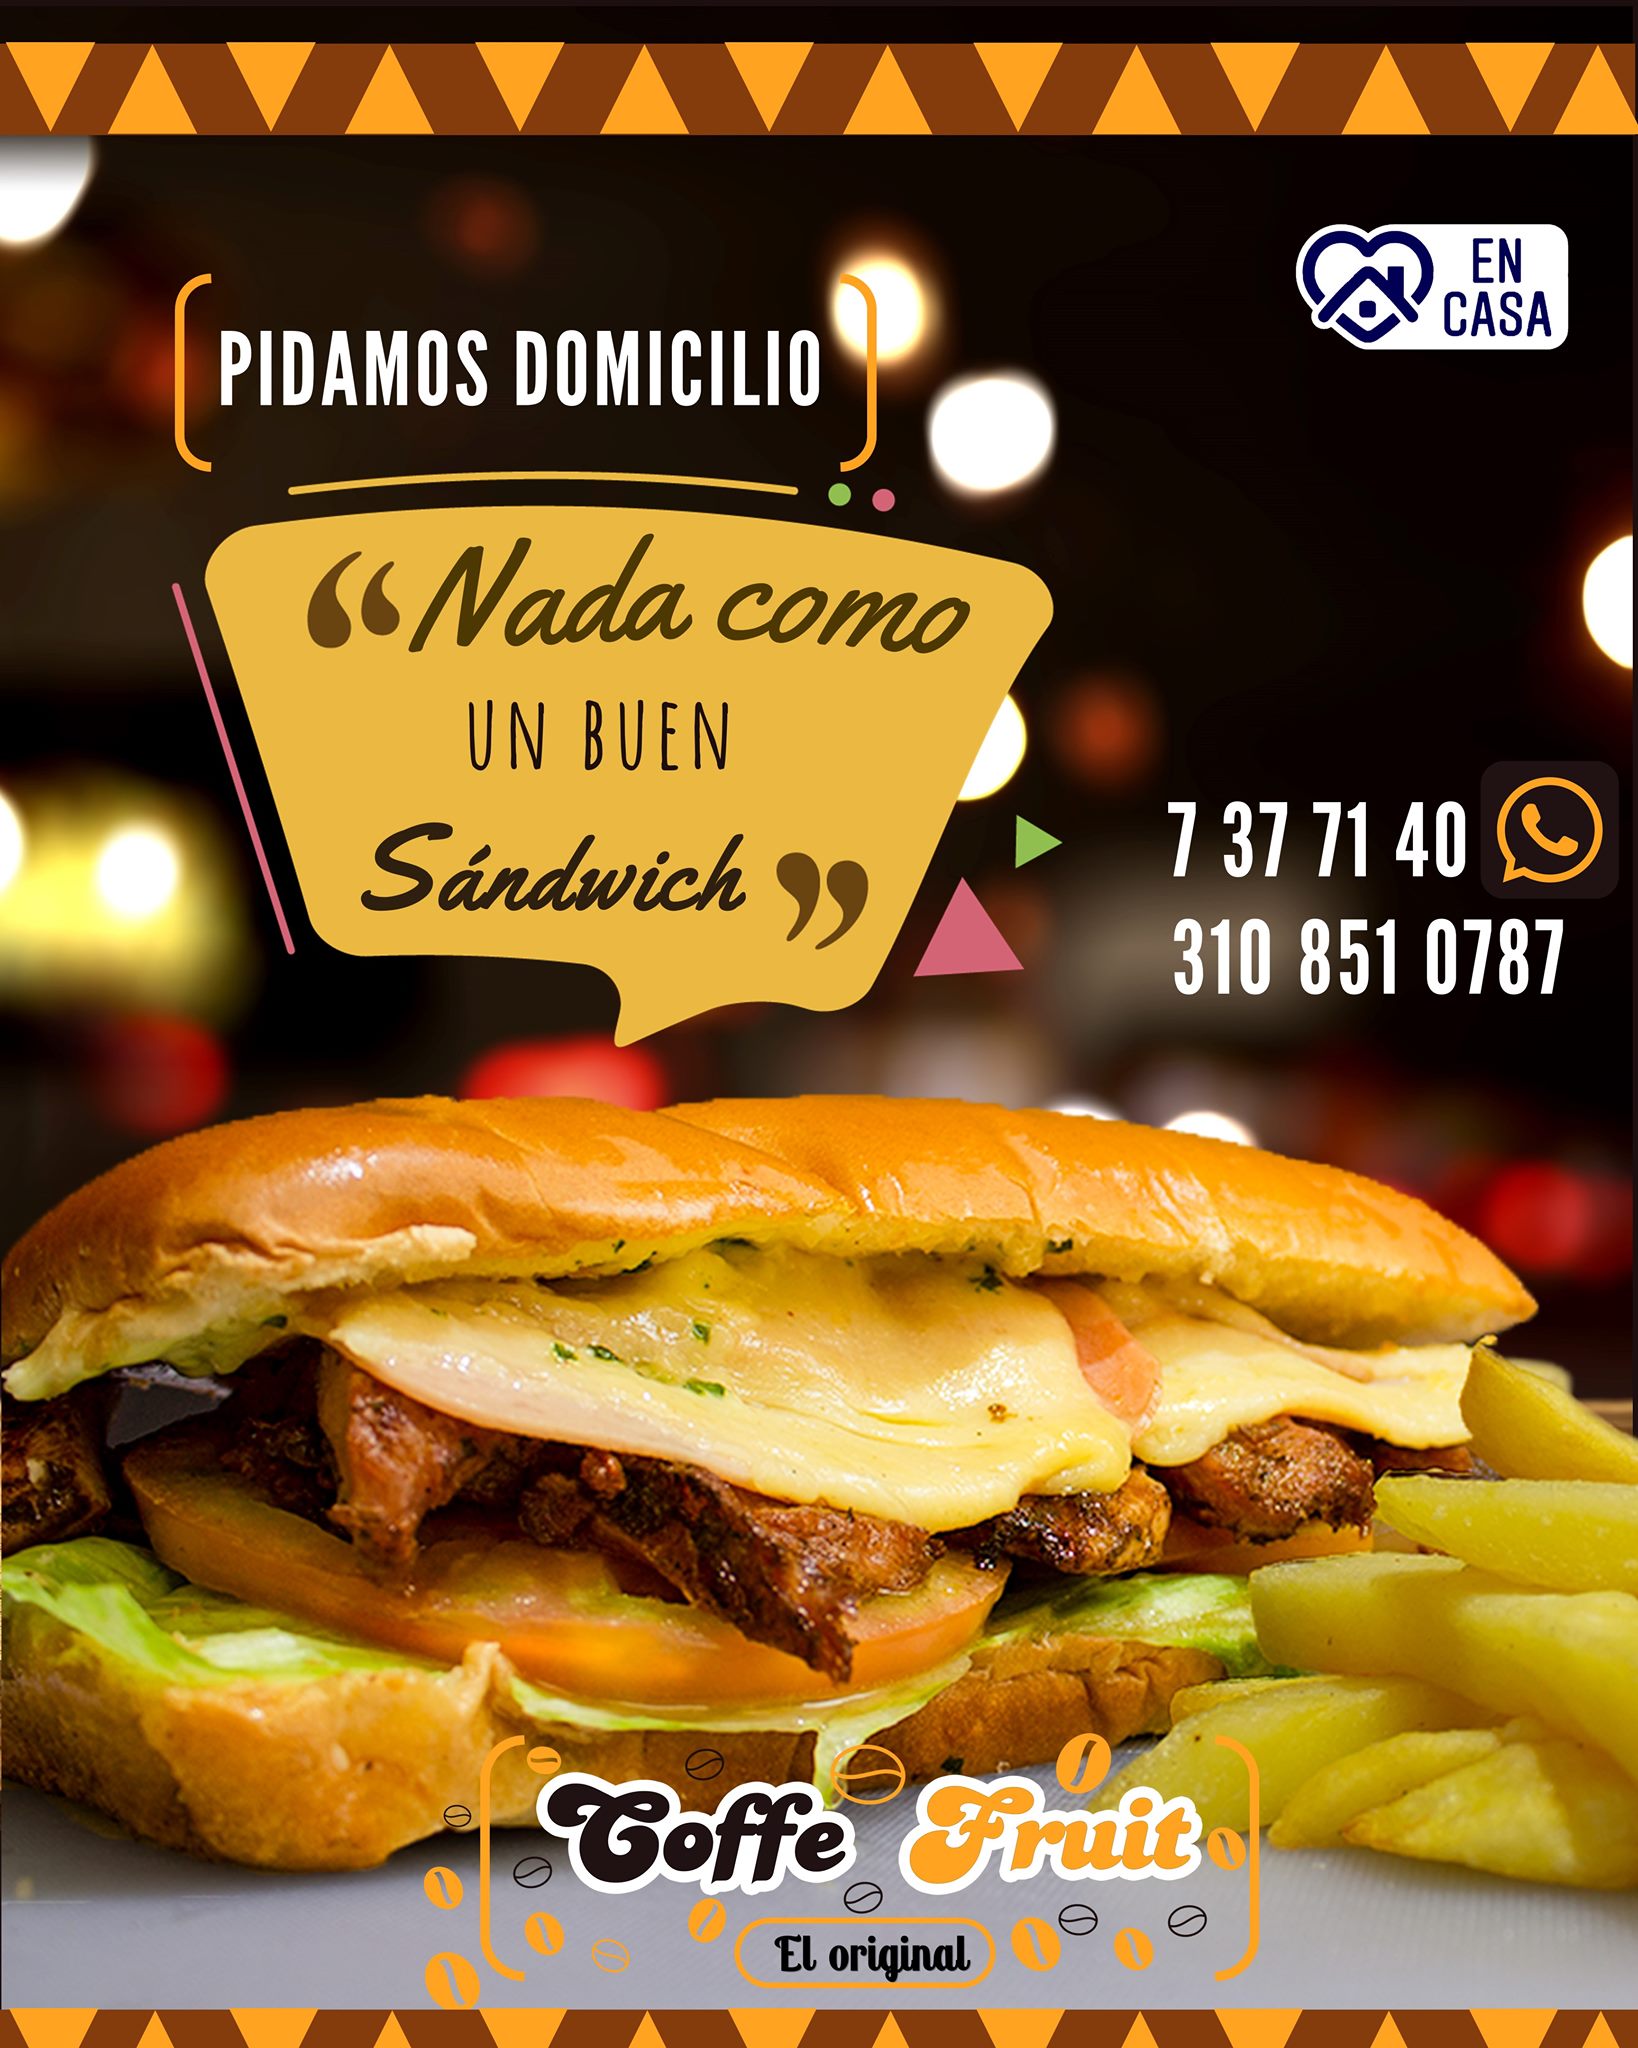 PIDAMOS DOMICILIO
EN
CASA
“Nada como
UN BUEN
Sándwich”
7 37 71 40
310 851 0787
Coffe Fruit
El original